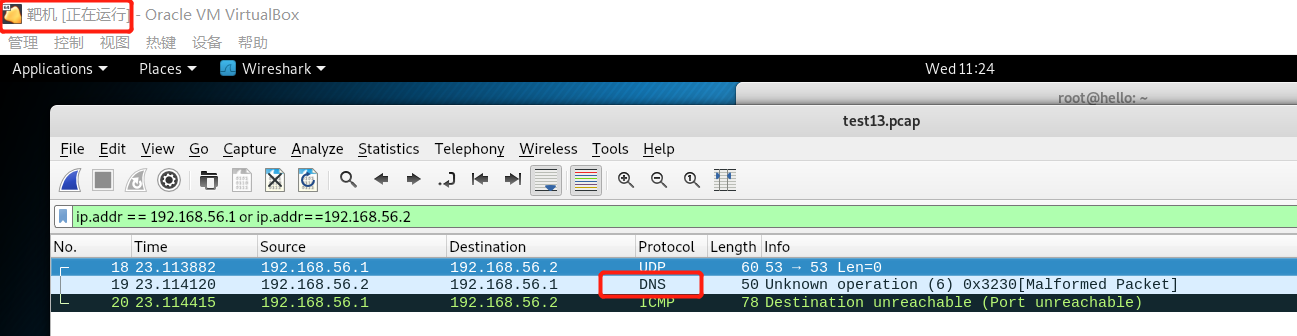 靶机 [正在运行] - Oracle VM VirtualBox
管理 控制 视图 热键 设备 帮助
Applications Places Wireshark Wed 11:24
root@hello: ~
test13.pcap
File Edit View Go Capture Analyze Statistics Telephony Wireless Tools Help
ip.addr == 192.168.56.1 or ip.addr==192.168.56.2
No. Time Source Destination Protocol Length Info
18 23.113882 192.168.56.1 192.168.56.2 UDP 60 53 → 53 Len=0
19 23.114120 192.168.56.2 192.168.56.1 DNS 50 Unknown operation (6) 0x3230[Malformed Packet]
20 23.114415 192.168.56.1 192.168.56.2 ICMP 78 Destination unreachable (Port unreachable)